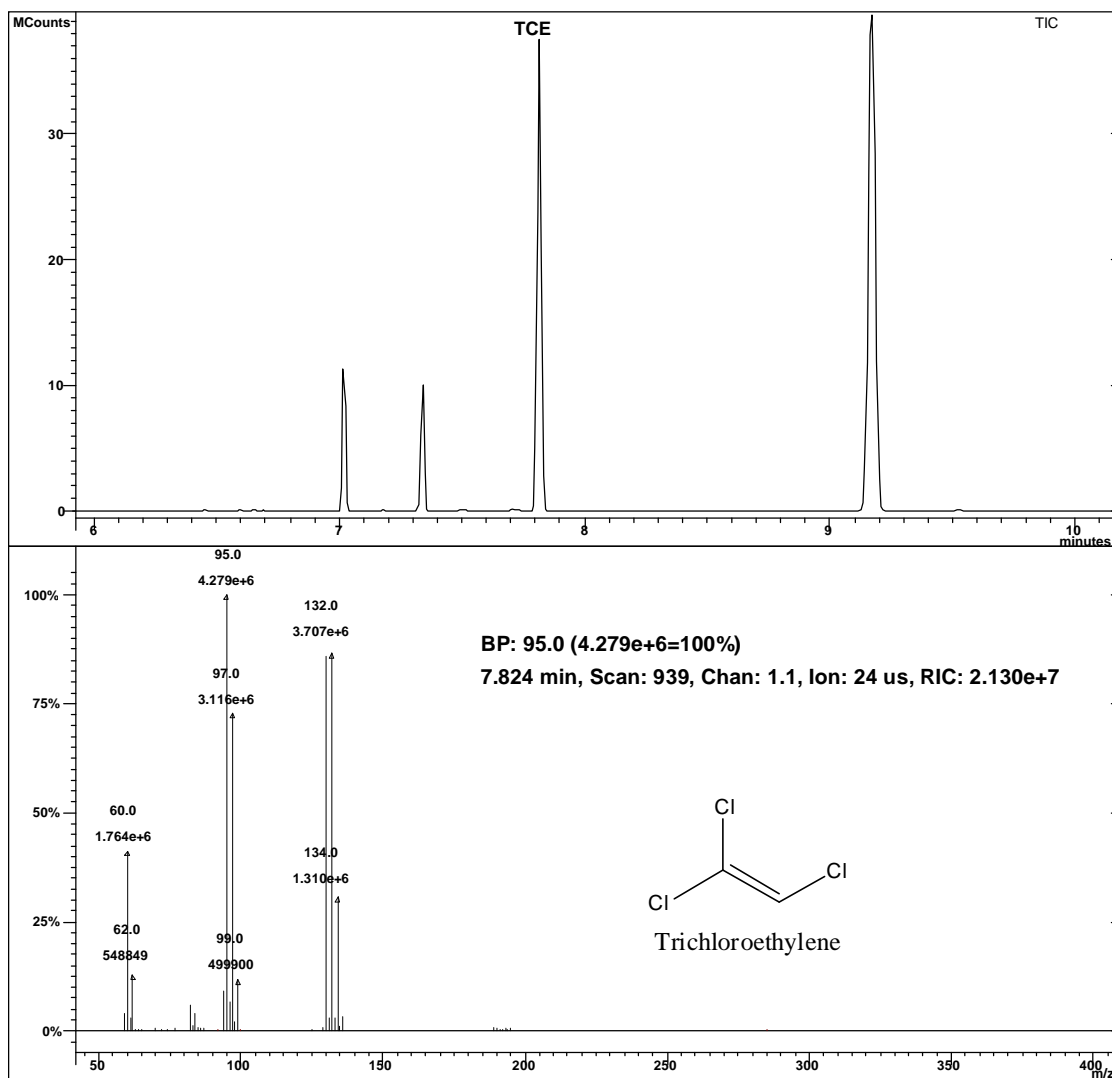 MCounts
TCE
TIC
30
20
10
0
6
7
8
9
10
minutes
95.0
4.279e+6
100%
132.0
3.707e+6
BP: 95.0 (4.279e+6=100%)
7.824 min, Scan: 939, Chan: 1.1, Ion: 24 us, RIC: 2.130e+7
97.0
3.116e+6
75%
60.0
1.764e+6
50%
134.0
1.310e+6
Cl
Cl
Cl
Trichloroethylene
62.0
548849
99.0
499900
25%
0%
50
100
150
200
250
300
350
400
m/z